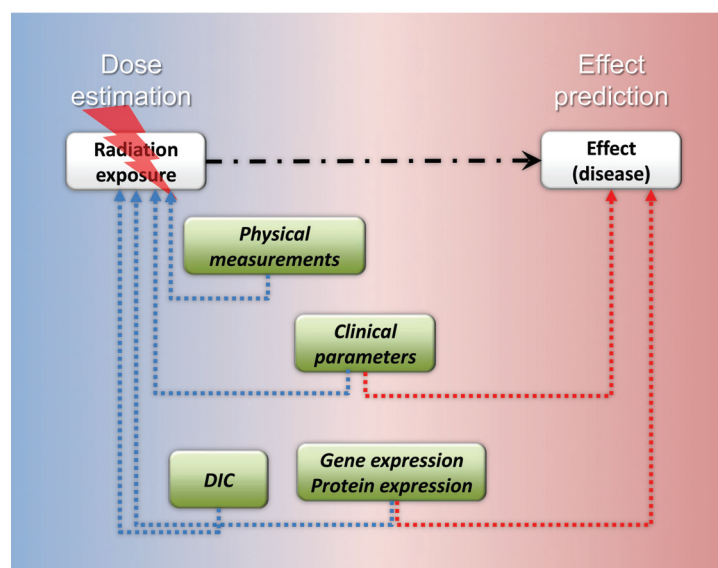 Dose
estimation
Effect
prediction
Radiation
exposure
Effect
(disease)
Physical
measurements
Clinical
parameters
DIC
Gene expression
Protein expression